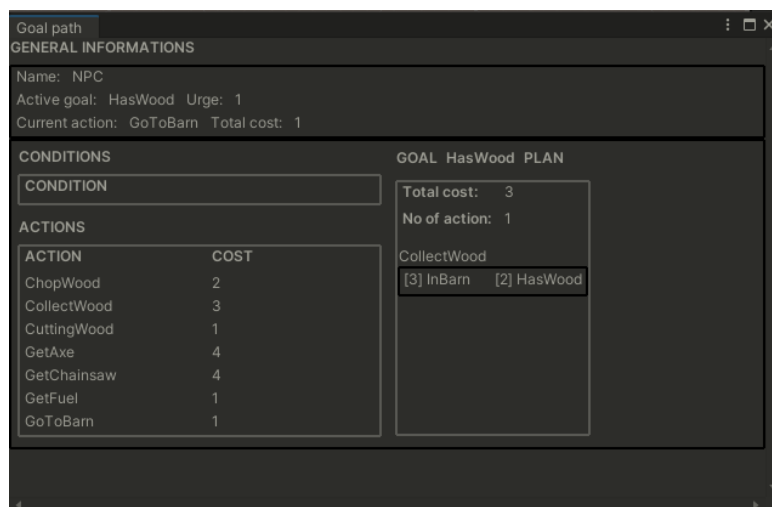 Goal path
GENERAL INFORMATIONS
Name: NPC
Active goal: HasWood Urge: 1
Current action: GoToBarn Total cost: 1
CONDITIONS
CONDITION
ACTIONS
ACTION COST
ChopWood 2
CollectWood 3
CuttingWood 1
GetAxe 4
GetChainsaw 4
GetFuel 1
GoToBarn 1
GOAL HasWood PLAN
Total cost: 3
No of action: 1
CollectWood
[3] InBarn [2] HasWood